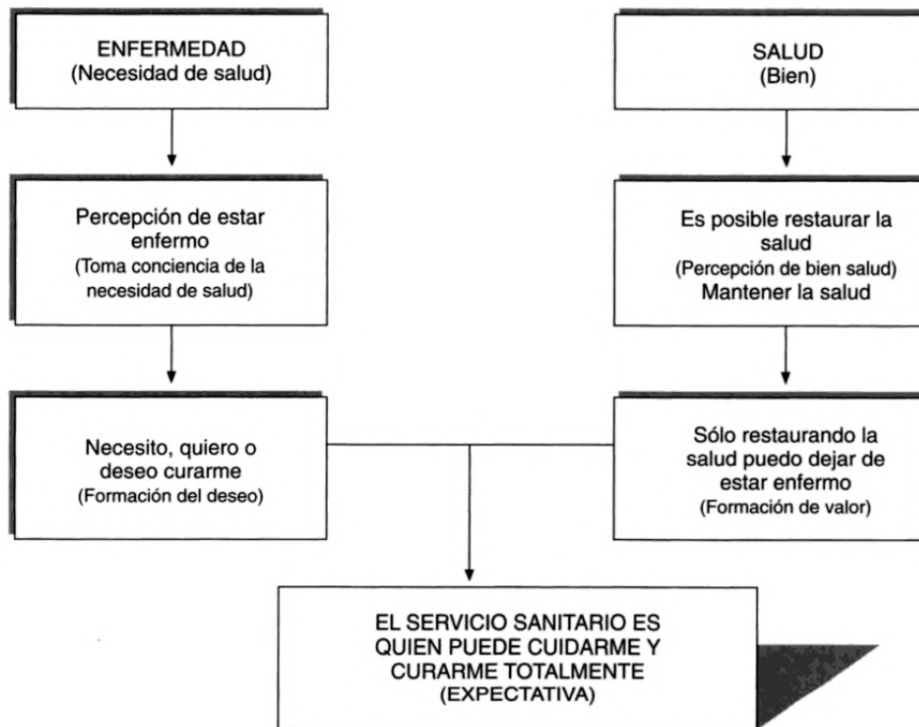 ENFERMEDAD
(Necesidad de salud)
SALUD
(Bien)
Percepción de estar
enfermo
(Toma conciencia de la
necesidad de salud)
Es posible restaurar la
salud
(Percepción de bien salud)
Mantener la salud
Necesito, quiero o
deseo curarme
(Formación del deseo)
Sólo restaurando la
salud puedo dejar de
estar enfermo
(Formación de valor)
EL SERVICIO SANITARIO ES
QUIEN PUEDE CUIDARME Y
CURARME TOTALMENTE
(EXPECTATIVA)